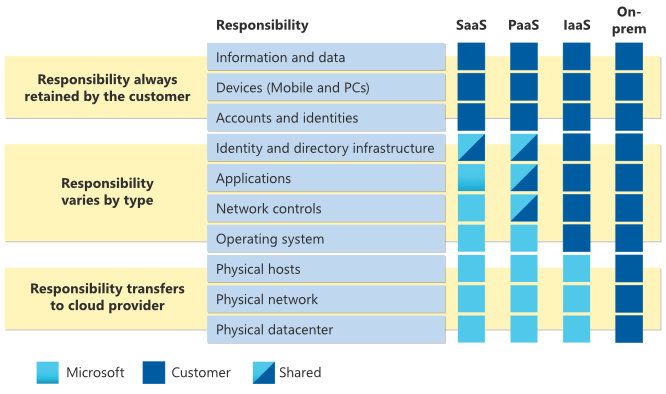 Responsibility SaaS PaaS IaaS On-
prem
Responsibility always
retained by the customer
Information and data
Devices (Mobile and PCs)
Accounts and identities
Responsibility
varies by type
Identity and directory infrastructure
Applications
Network controls
Operating system
Responsibility transfers
to cloud provider
Physical hosts
Physical network
Physical datacenter
Microsoft Customer Shared